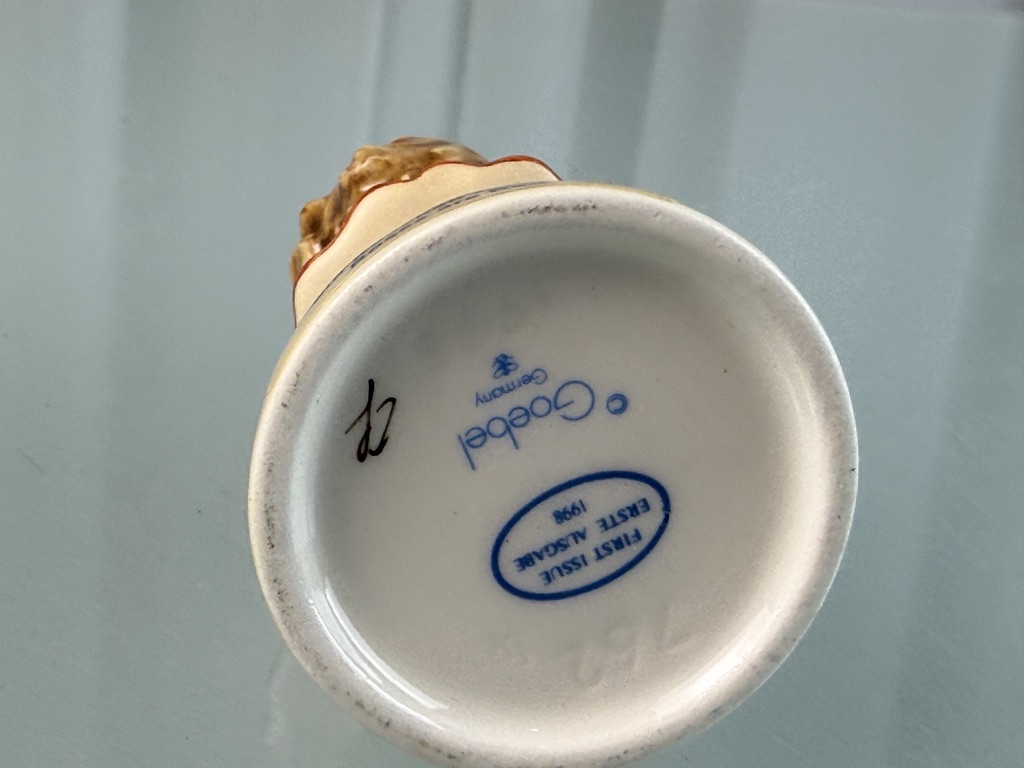 FIRST ISSUE
ERSTE AUSGABE
1998
© Goebel
Germany